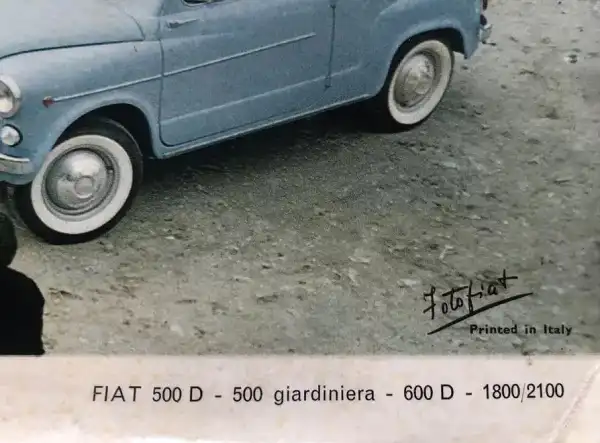 Fotofiat
Printed in Italy
FIAT 500 D - 500 giardiniera - 600 D - 1800/2100